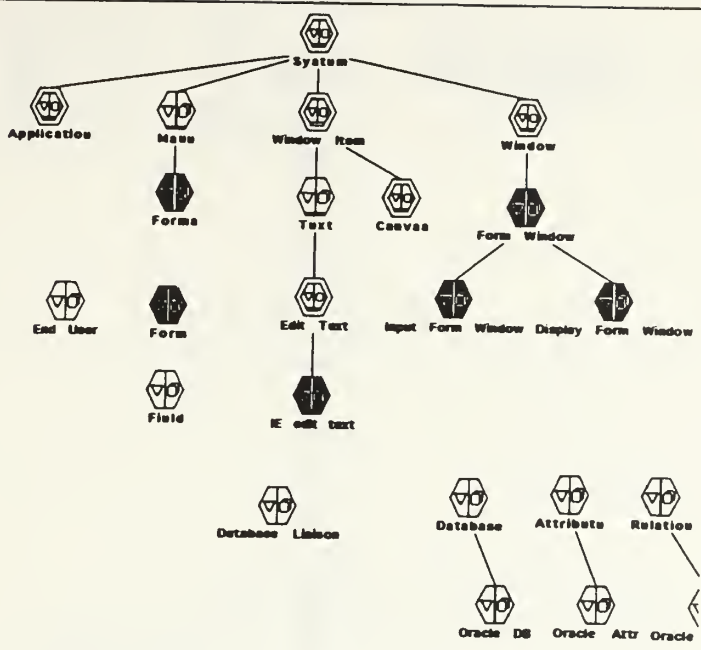 System
Application Menu Window Item Window
Forms Text Canvas Form Window
End User Form Edit Text Input Form Window Display Form Window
Field IE edit text
Database Liaison Database Attribute Relation
Oracle DB Oracle Attr Oracle